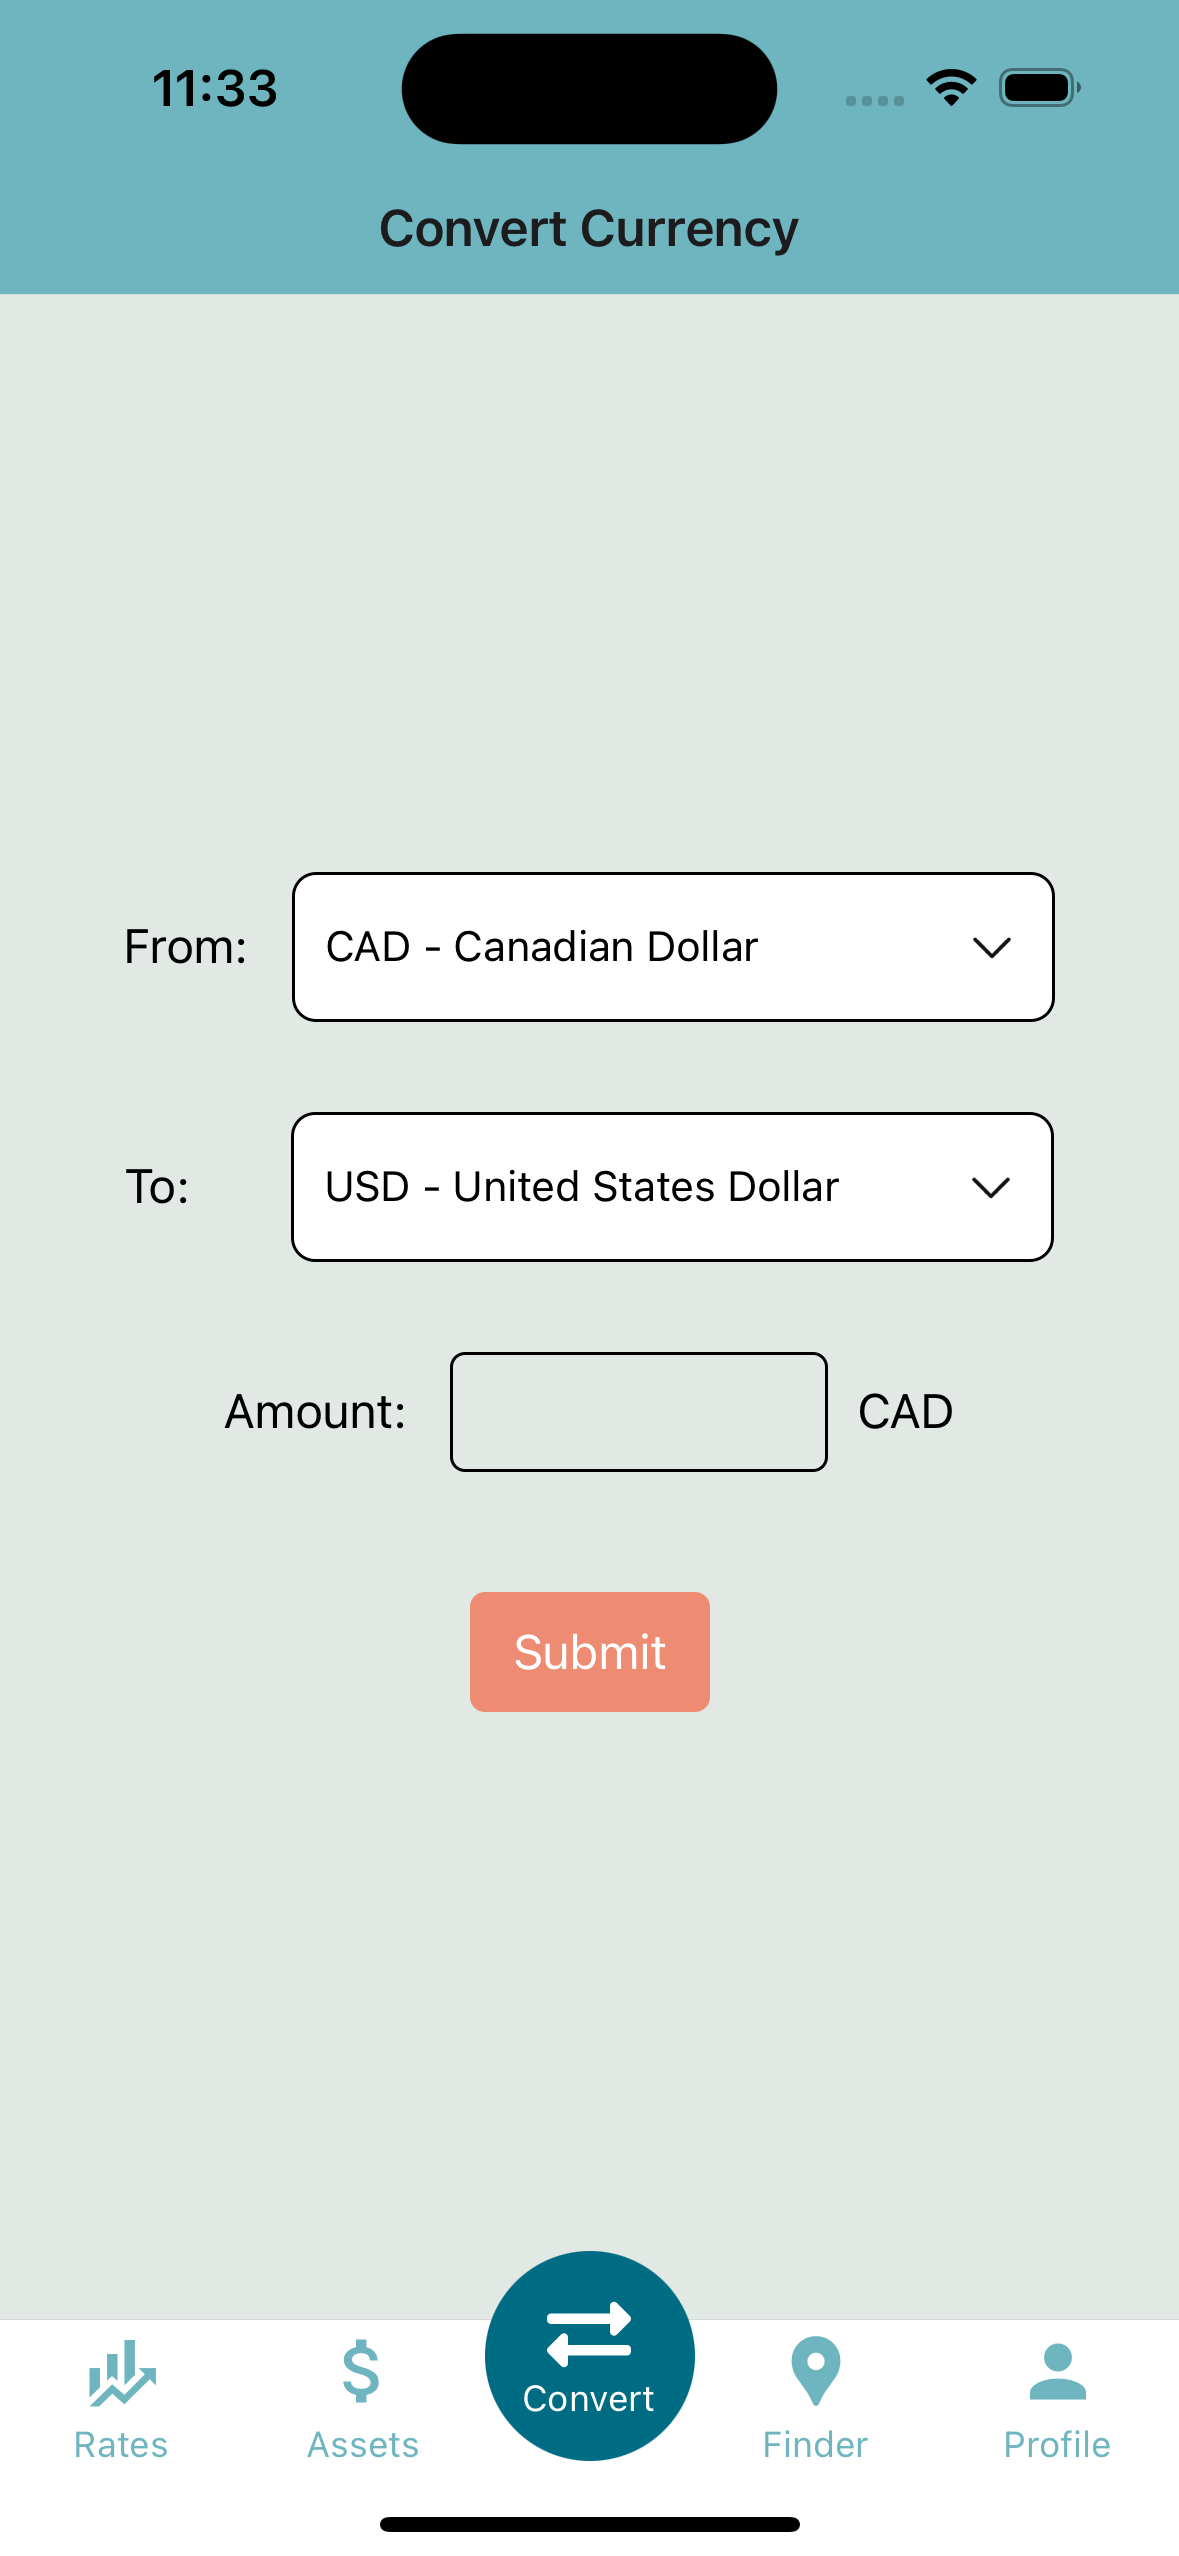 11:33
Convert Currency
From: CAD - Canadian Dollar
To: USD - United States Dollar
Amount: CAD
Submit
Rates Assets Convert Finder Profile